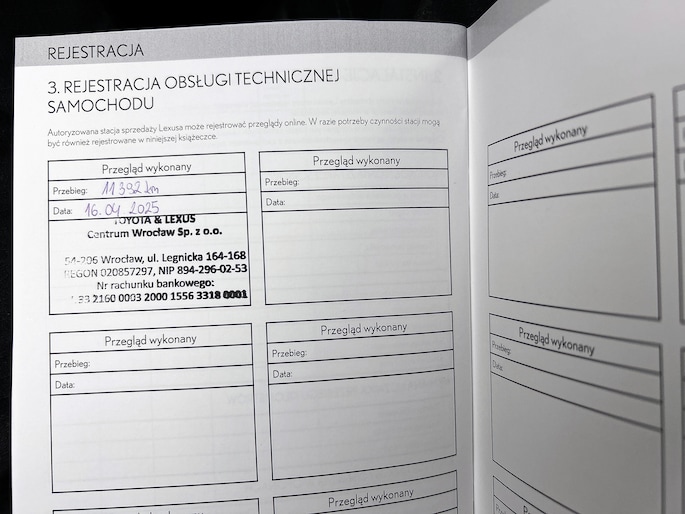 REJESTRACJA
3. REJESTRACJA OBSŁUGI TECHNICZNEJ
SAMOCHODU
Autoryzowana stacja sprzedaży Lexusa może rejestrować przeglądy online. W razie potrzeby czynności stacji mogą
być również rejestrowane w niniejszej książeczce.
Przegląd wykonany
Przebieg: 11 392 km
Data: 16.04 2025
TOYOTA & LEXUS
Centrum Wrocław Sp. z o.o.
54-206 Wrocław, ul. Legnicka 164-168
REGON 020857297, NIP 894-296-02-53
Nr rachunku bankowego:
33 2160 0003 2000 1556 3318 0001
Przegląd wykonany
Przebieg:
Data:
Przegląd wykonany
Przebieg:
Data:
Przegląd wykonany
Przebieg:
Data:
Przegląd wykonany
Przegląd wykonany
Przebieg:
Data:
Przegląd wykonany
Przebieg:
Data: